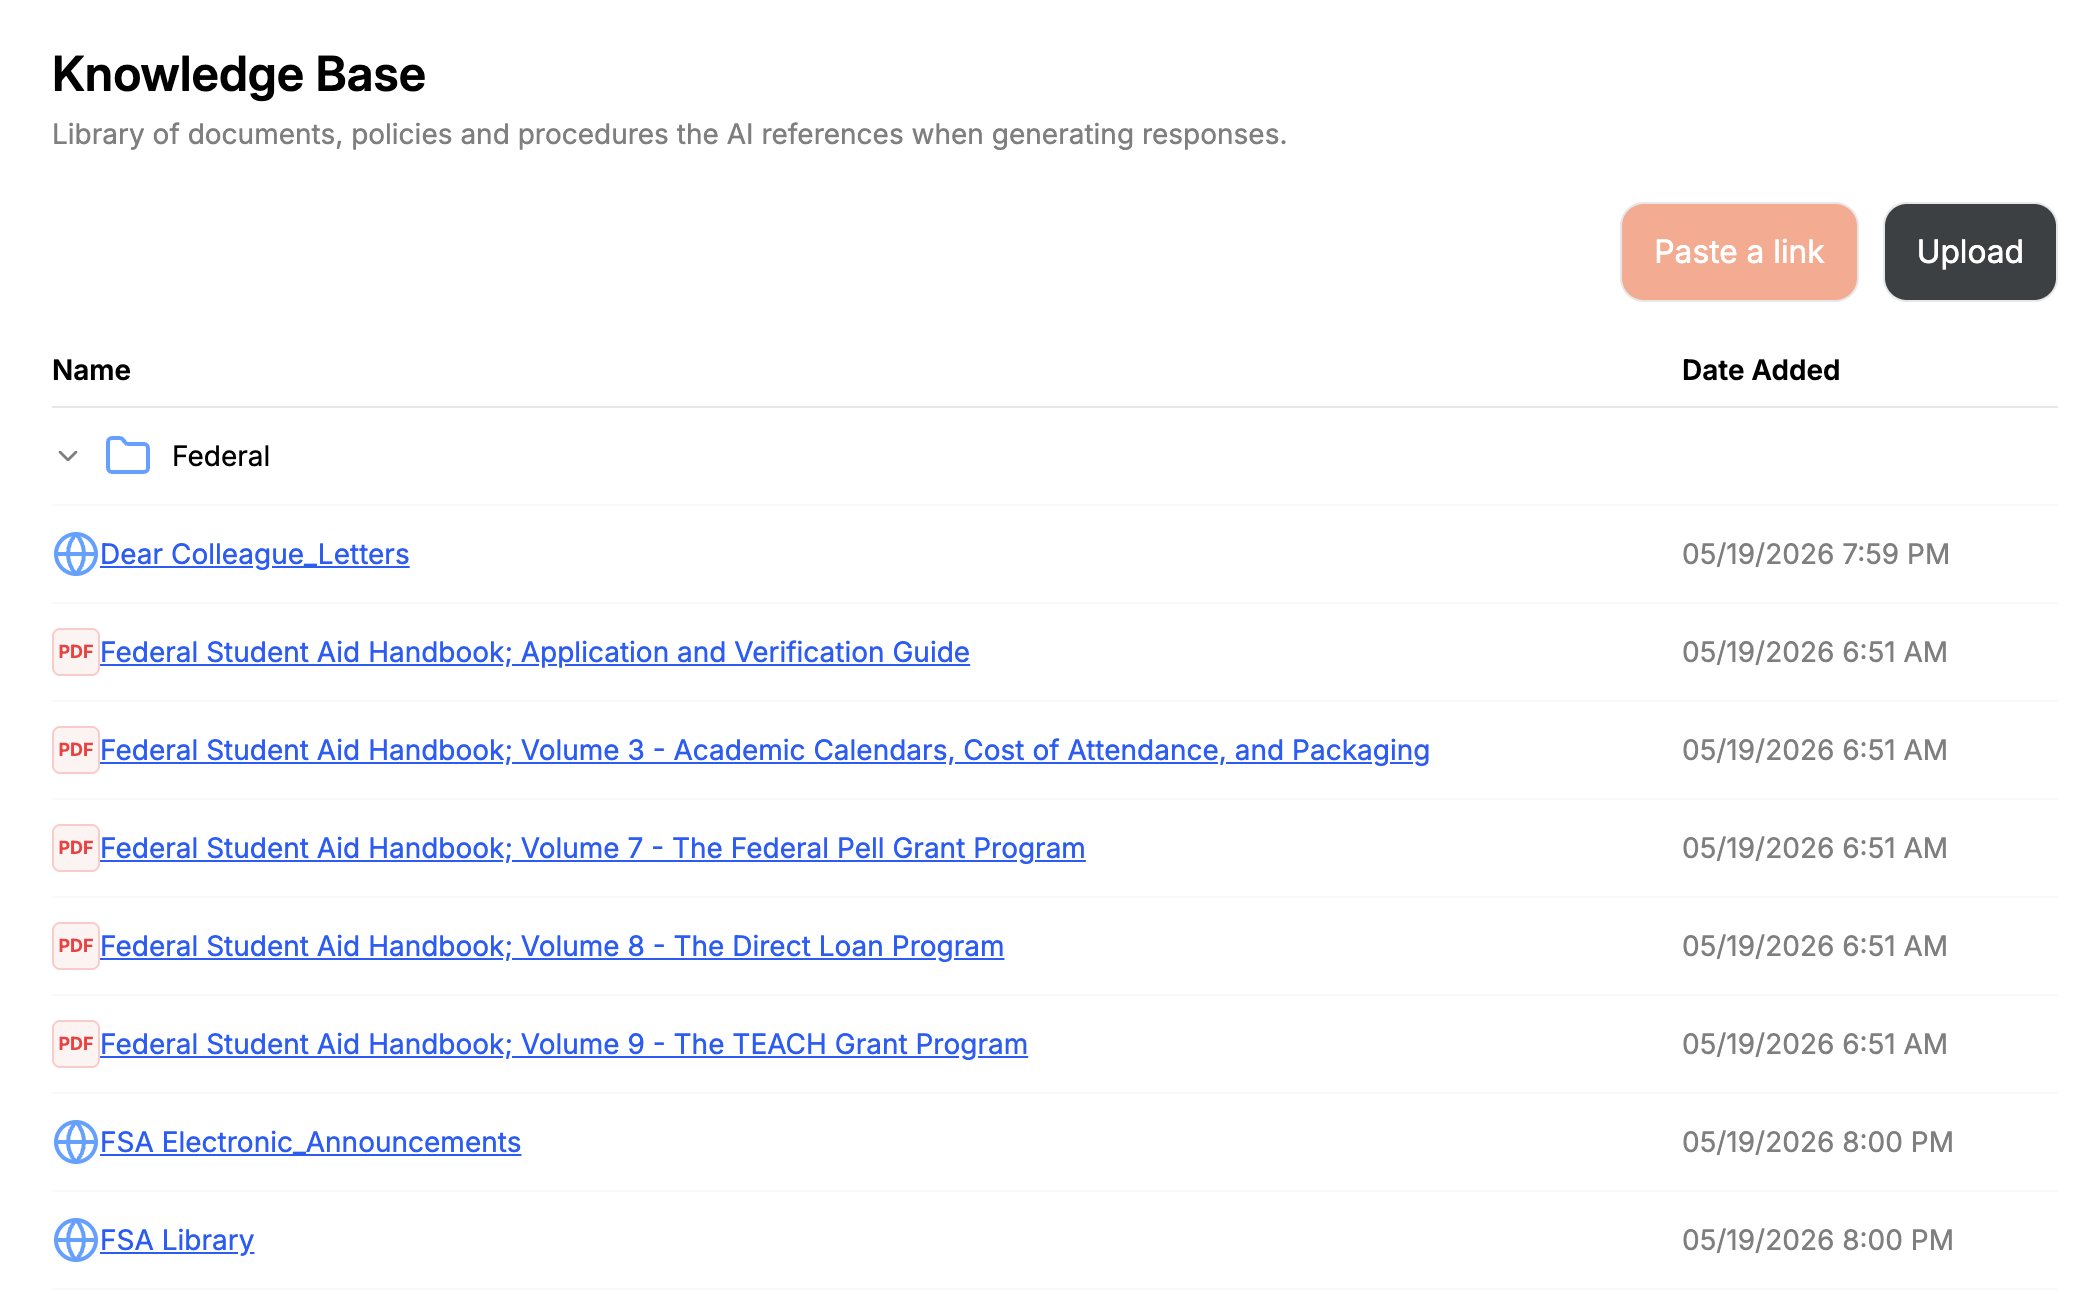 Knowledge Base
Library of documents, policies and procedures the AI references when generating responses.
Paste a link Upload
Name Date Added
Federal
Dear Colleague_Letters 05/19/2026 7:59 PM
PDF Federal Student Aid Handbook; Application and Verification Guide 05/19/2026 6:51 AM
PDF Federal Student Aid Handbook; Volume 3 - Academic Calendars, Cost of Attendance, and Packaging 05/19/2026 6:51 AM
PDF Federal Student Aid Handbook; Volume 7 - The Federal Pell Grant Program 05/19/2026 6:51 AM
PDF Federal Student Aid Handbook; Volume 8 - The Direct Loan Program 05/19/2026 6:51 AM
PDF Federal Student Aid Handbook; Volume 9 - The TEACH Grant Program 05/19/2026 6:51 AM
FSA Electronic_Announcements 05/19/2026 8:00 PM
FSA Library 05/19/2026 8:00 PM